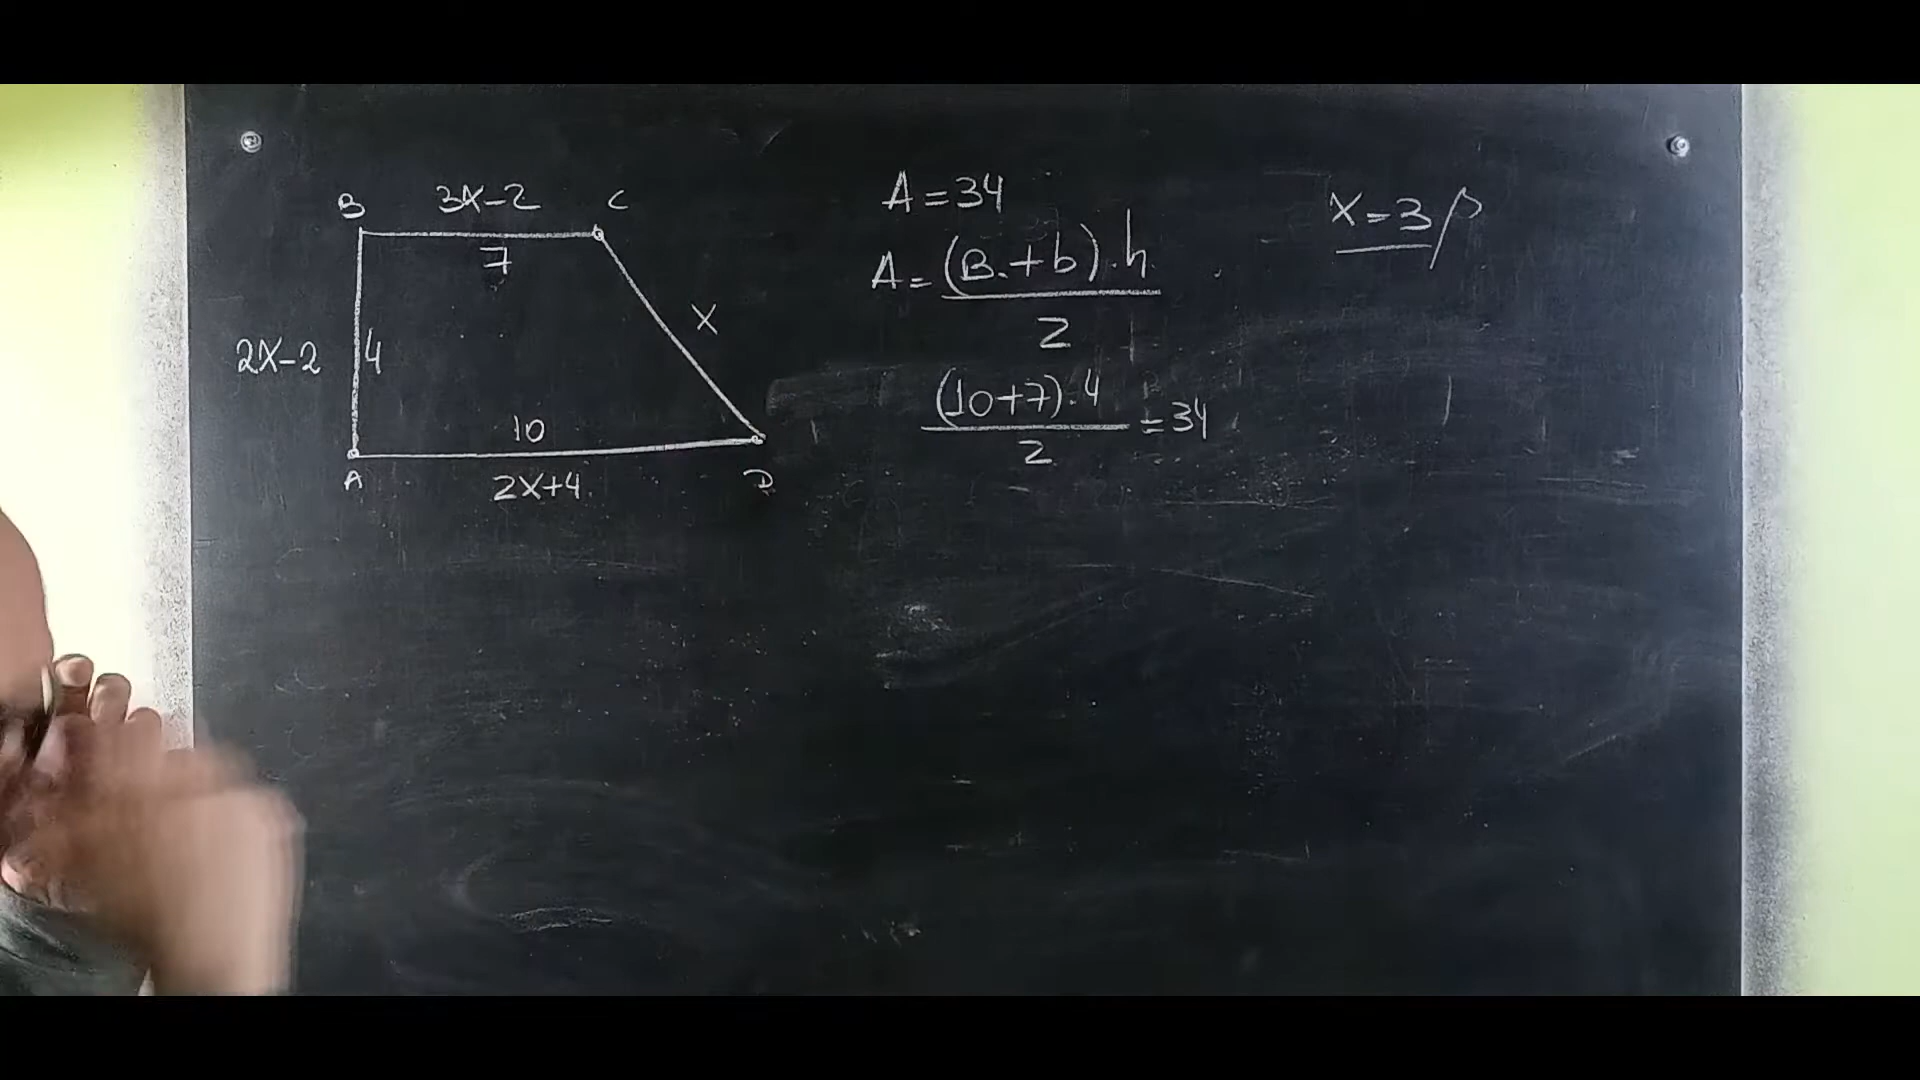 B 3x-2 C
7
2x-2 4
x
10
A 2x+4 D
A=34
A=(B.+b).h
2
(10+7).4 =34
2
x=3